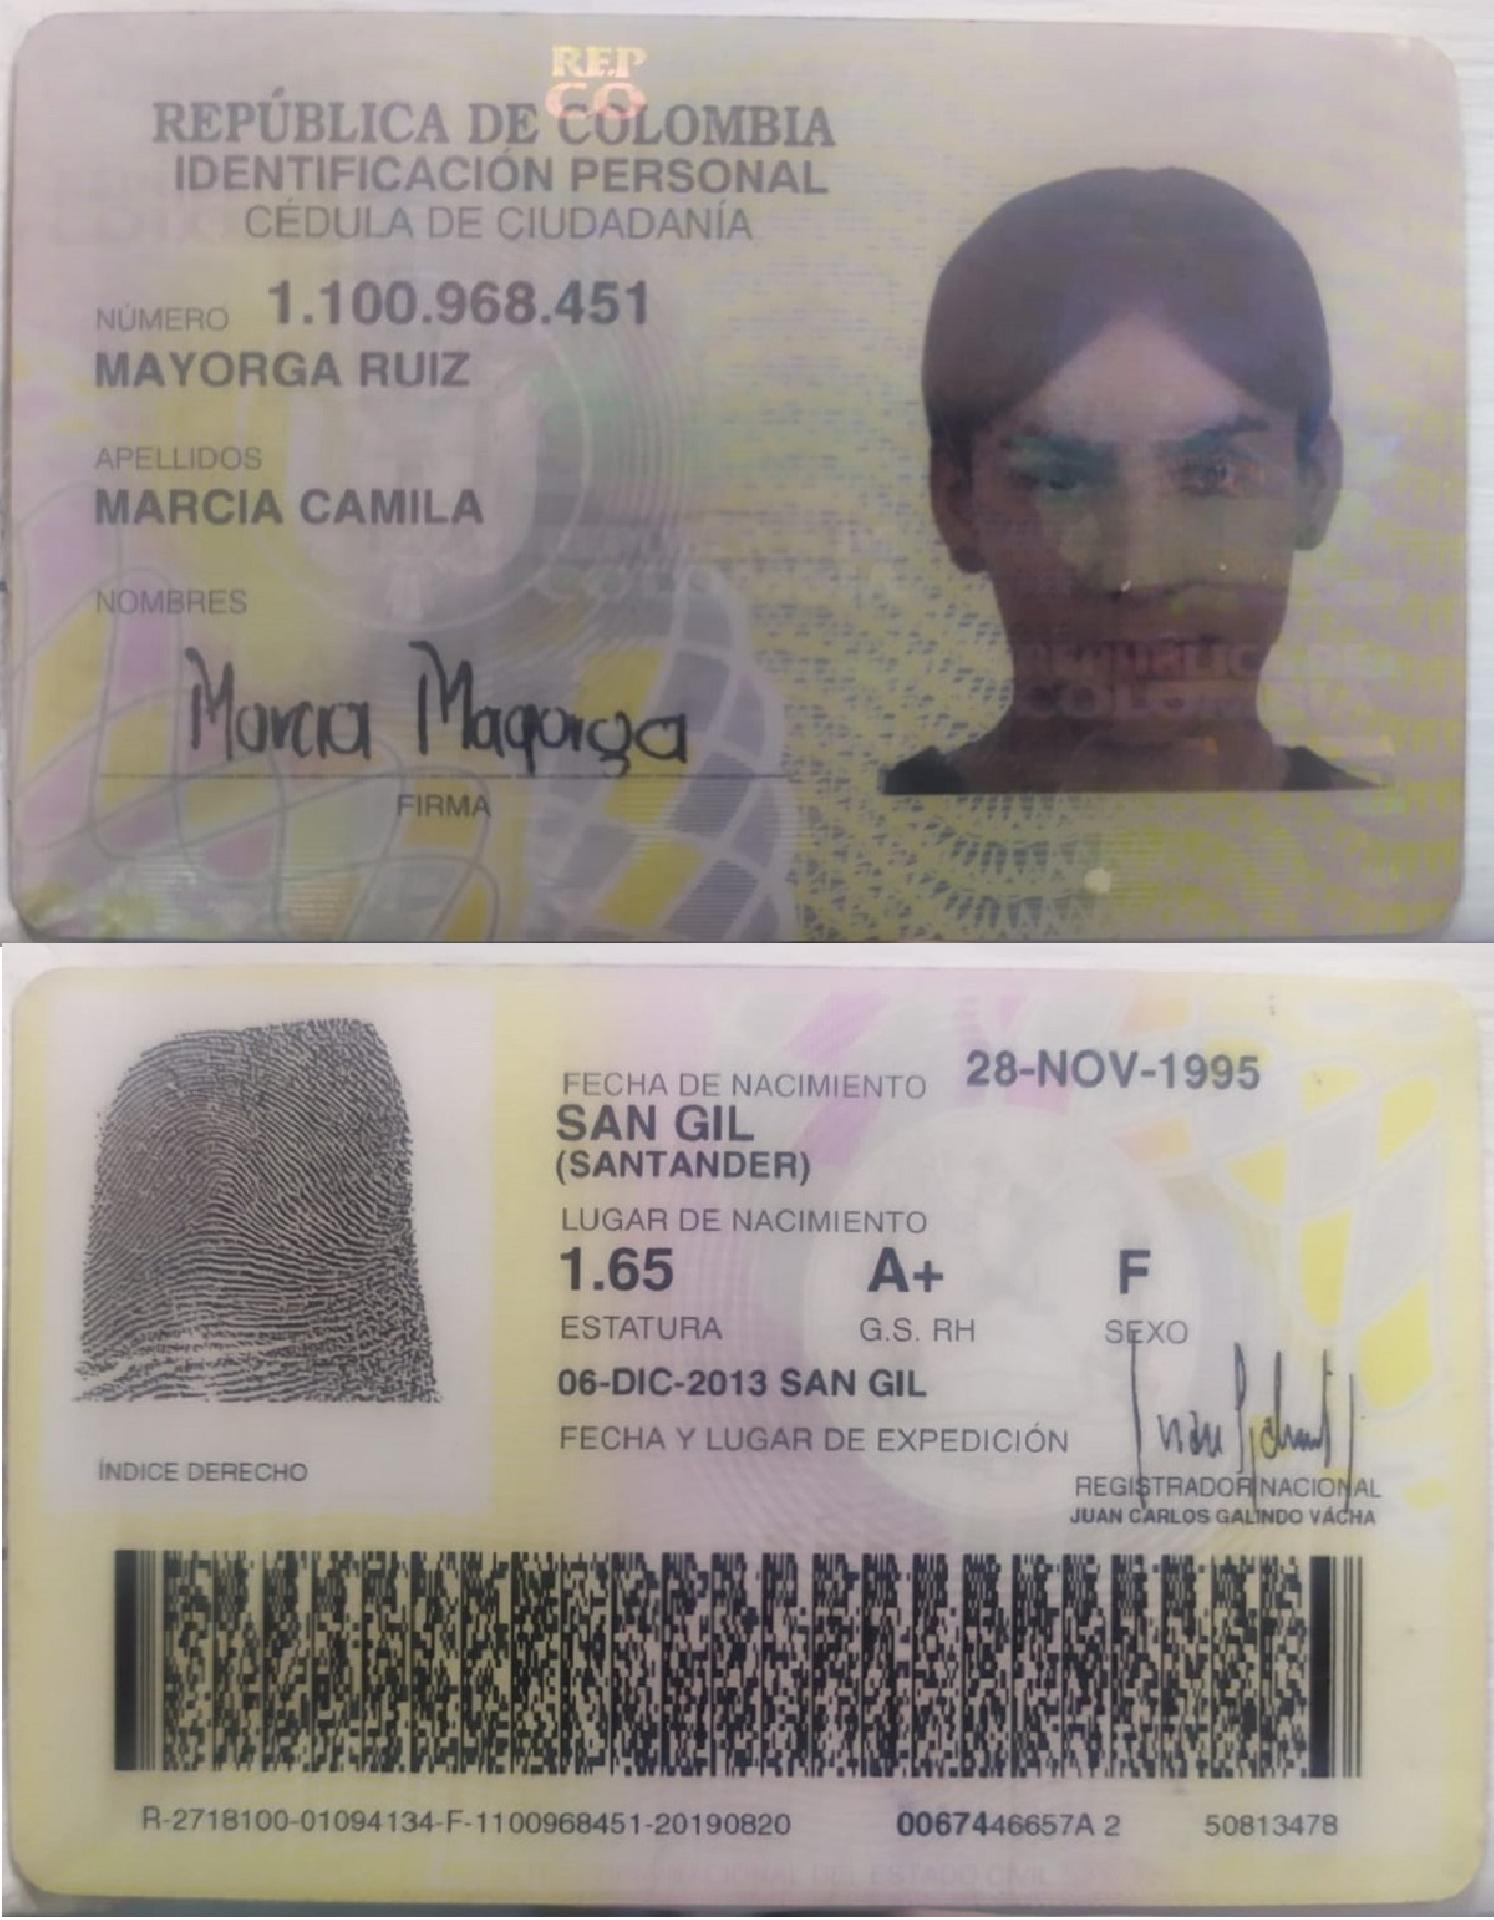 REP
CO
REPÚBLICA DE COLOMBIA
IDENTIFICACIÓN PERSONAL
CÉDULA DE CIUDADANÍA
NÚMERO 1.100.968.451
MAYORGA RUIZ
APELLIDOS
MARCIA CAMILA
NOMBRES
Marcia Mayorga
FIRMA
FECHA DE NACIMIENTO 28-NOV-1995
SAN GIL
(SANTANDER)
LUGAR DE NACIMIENTO
1.65 A+ F
ESTATURA G.S. RH SEXO
06-DIC-2013 SAN GIL
FECHA Y LUGAR DE EXPEDICIÓN
ÍNDICE DERECHO
REGISTRADOR NACIONAL
JUAN CARLOS GALINDO VÁCHA
R-2718100-01094134-F-1100968451-20190820 0067446657A 2 50813478